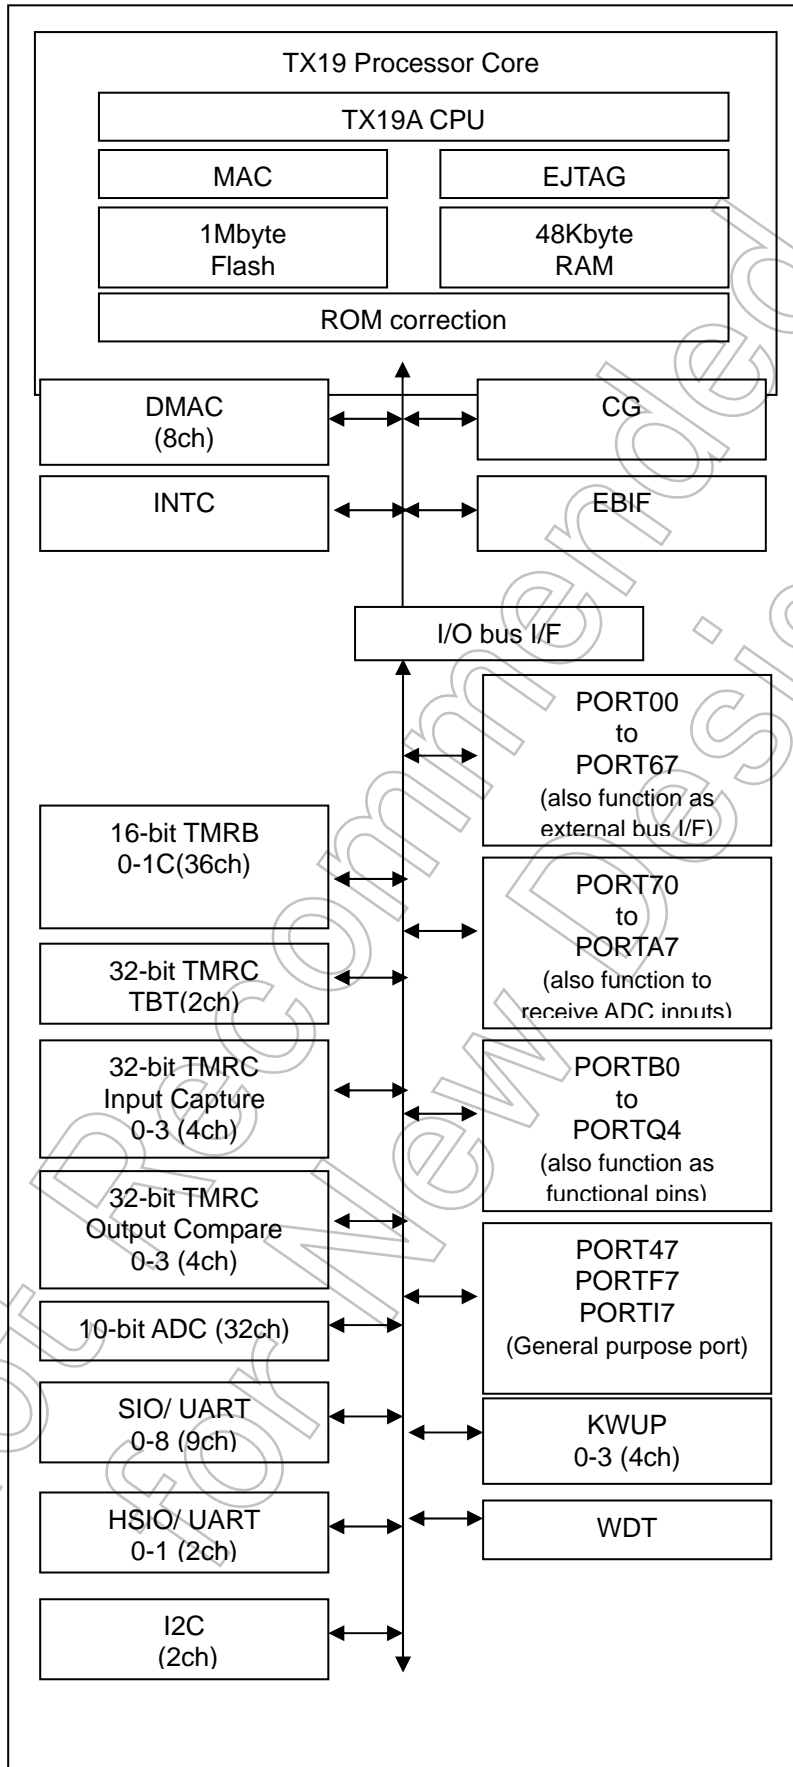 TX19 Processor Core
TX19A CPU
MAC
EJTAG
1Mbyte
Flash
48Kbyte
RAM
ROM correction
DMAC
(8ch)
CG
INTC
EBIF
I/O bus I/F
PORT00
to
PORT67
(also function as
external bus I/F)
16-bit TMRB
0-1C(36ch)
PORT70
to
PORTA7
(also function to
receive ADC inputs)
32-bit TMRC
TBT(2ch)
32-bit TMRC
Input Capture
0-3 (4ch)
PORTB0
to
PORTQ4
(also function as
functional pins)
32-bit TMRC
Output Compare
0-3 (4ch)
PORT47
PORTF7
PORTI7
(General purpose port)
10-bit ADC (32ch)
SIO/ UART
0-8 (9ch)
KWUP
0-3 (4ch)
HSIO/ UART
0-1 (2ch)
WDT
I2C
(2ch)
Not Recommended
for New Desi